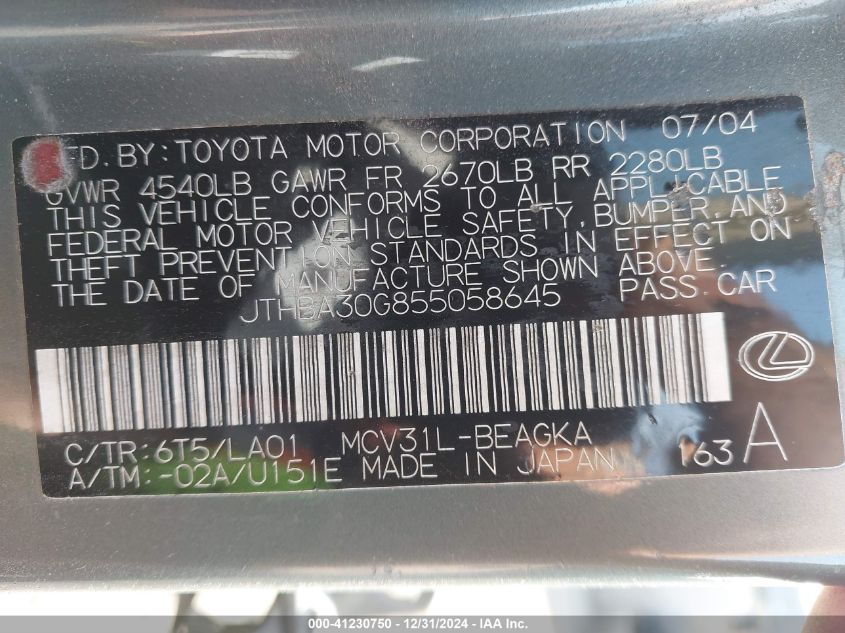 MFD. BY: TOYOTA MOTOR CORPORATION 07/04
GVWR 4540LB GAWR FR 2670LB RR 2280LB
THIS VEHICLE CONFORMS TO ALL APPLICABLE
FEDERAL MOTOR VEHICLE SAFETY, BUMPER, AND
THEFT PREVENTION STANDARDS IN EFFECT ON
THE DATE OF MANUFACTURE SHOWN ABOVE.
JTHBA30G855058645 PASS CAR
C/TR: 6T5/LA01 MCV31L-BEAGKA
A/TM: -02A/U151E MADE IN JAPAN 163 A
000-41230750 - 12/31/2024 - IAA Inc.